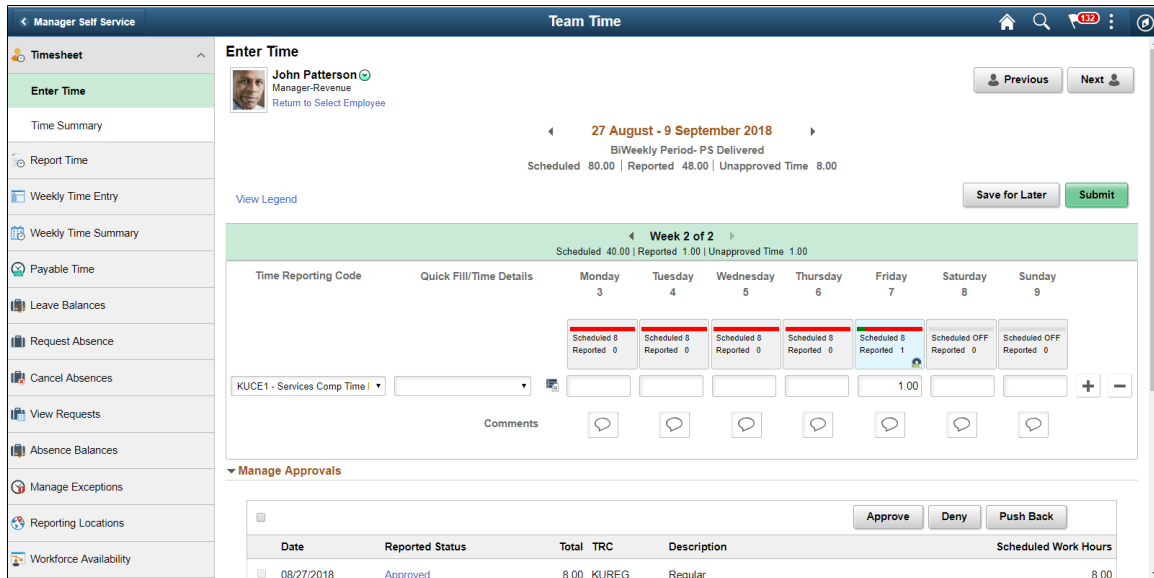 Manager Self Service
Team Time
132
Timesheet
Enter Time
Time Summary
Report Time
Weekly Time Entry
Weekly Time Summary
Payable Time
Leave Balances
Request Absence
Cancel Absences
View Requests
Absence Balances
Manage Exceptions
Reporting Locations
Workforce Availability
Enter Time
John Patterson
Manager-Revenue
Return to Select Employee
Previous Next
27 August - 9 September 2018
BiWeekly Period- PS Delivered
Scheduled 80.00 | Reported 48.00 | Unapproved Time 8.00
View Legend
Save for Later Submit
Week 2 of 2
Scheduled 40.00 | Reported 1.00 | Unapproved Time 1.00
Time Reporting Code Quick Fill/Time Details Monday Tuesday Wednesday Thursday Friday Saturday Sunday
3 4 5 6 7 8 9
Scheduled 8 Scheduled 8 Scheduled 8 Scheduled 8 Scheduled 8 Scheduled OFF Scheduled OFF
Reported 0 Reported 0 Reported 0 Reported 0 Reported 1 Reported 0 Reported 0
KUCE1 - Services Comp Time 1.00
Comments
Manage Approvals
Approve Deny Push Back
Date Reported Status Total TRC Description Scheduled Work Hours
08/27/2018 Approved 8.00 KUREG Regular 8.00